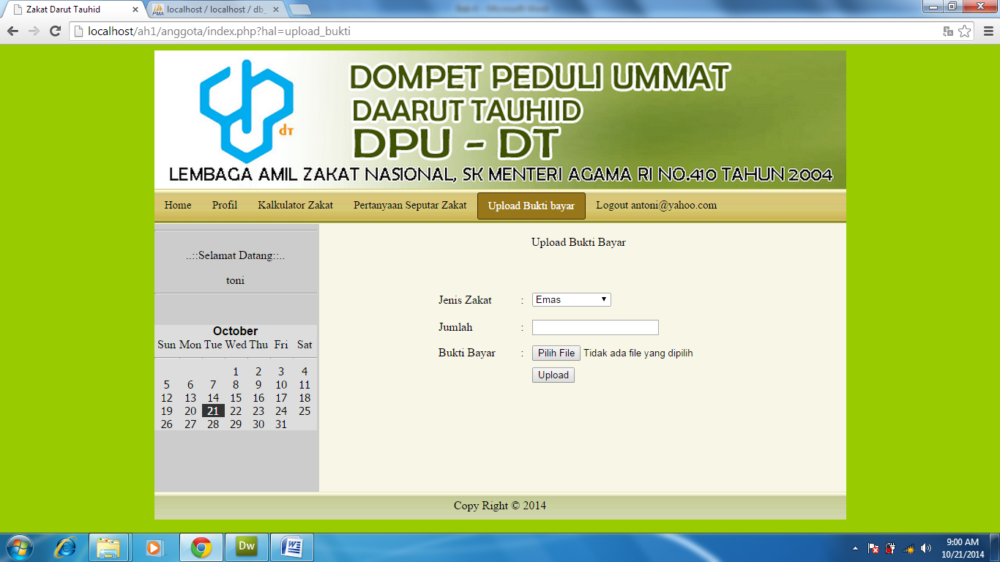 Zakat Darut Tauhid
localhost / localhost / db_
localhost/ah1/anggota/index.php?hal=upload_bukti
DOMPET PEDULI UMMAT
DAARUT TAUHIID
DPU - DT
dT
LEMBAGA AMIL ZAKAT NASIONAL, SK MENTERI AGAMA RI NO.410 TAHUN 2004
Home Profil Kalkulator Zakat Pertanyaan Seputar Zakat Upload Bukti bayar Logout antoni@yahoo.com
..::Selamat Datang::..
toni
October
Sun Mon Tue Wed Thu Fri Sat
1 2 3 4
5 6 7 8 9 10 11
12 13 14 15 16 17 18
19 20 21 22 23 24 25
26 27 28 29 30 31
Upload Bukti Bayar
Jenis Zakat : Emas
Jumlah :
Bukti Bayar : Pilih File Tidak ada file yang dipilih
Upload
Copy Right © 2014
Dw
9:00 AM
10/21/2014